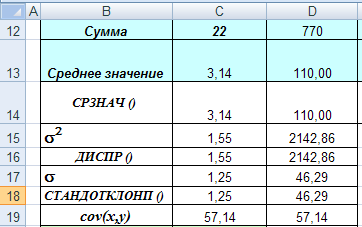 A B C D
12 Сумма 22 770
13 Среднее значение 3,14 110,00
14 СРЗНАЧ () 3,14 110,00
15 σ² 1,55 2142,86
16 ДИСПР () 1,55 2142,86
17 σ 1,25 46,29
18 СТАНДОТКЛОНП () 1,25 46,29
19 cov(x,y) 57,14 57,14